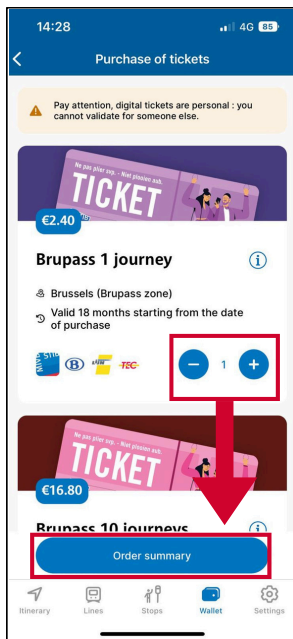 14:28
4G 85
Purchase of tickets
Pay attention, digital tickets are personal : you
cannot validate for someone else.
Ne pas plier svp. - Niet plooien aub.
TICKET
€2.40
Brupass 1 journey
Brussels (Brupass zone)
Valid 18 months starting from the date
of purchase
MIVB STIB
B
TEC
1
Ne pas plier svp. - Niet plooien aub.
TICKET
€16.80
Brupass 10 journeys
Order summary
Itinerary
Lines
Stops
Wallet
Settings